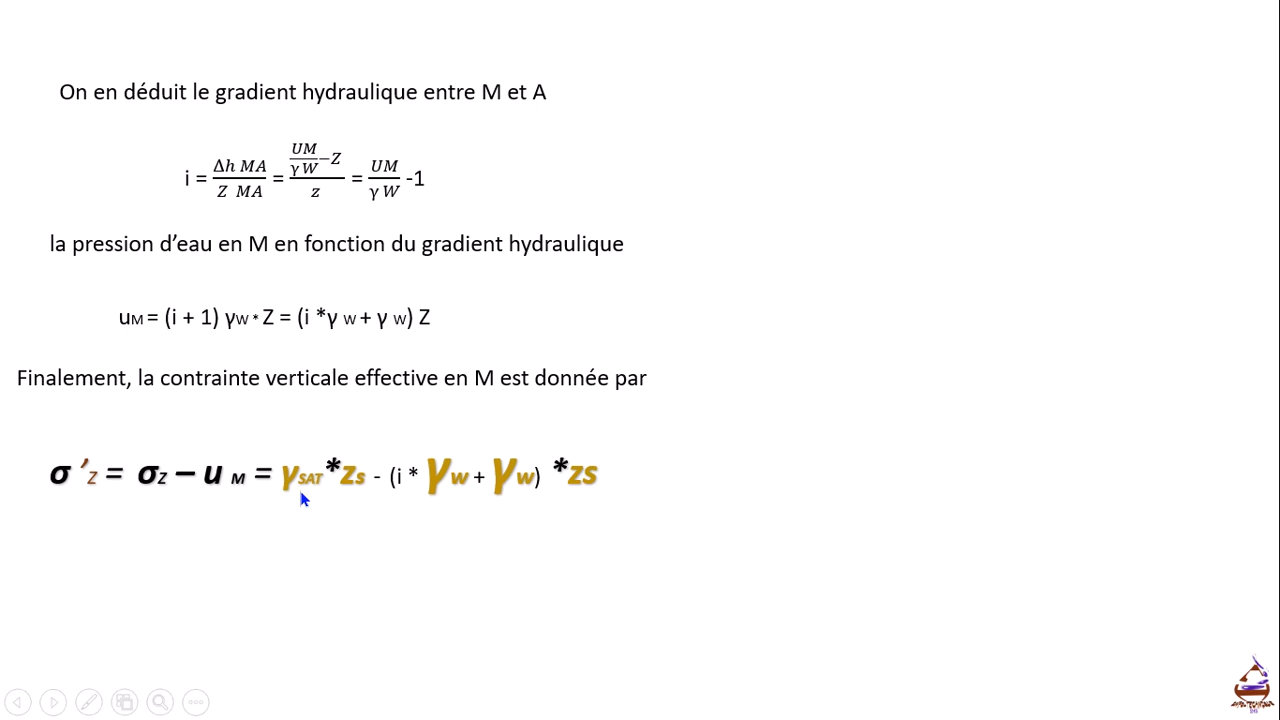 On en déduit le gradient hydraulique entre M et A
i = Δh MA / Z MA = (UM / γ W − Z) / z = UM / γ W -1
la pression d’eau en M en fonction du gradient hydraulique
uM = (i + 1) γW * Z = (i *γ W + γ W) Z
Finalement, la contrainte verticale effective en M est donnée par
σ ’Z = σZ – u M = γSAT*Zs - (i * γw + γw) *zs